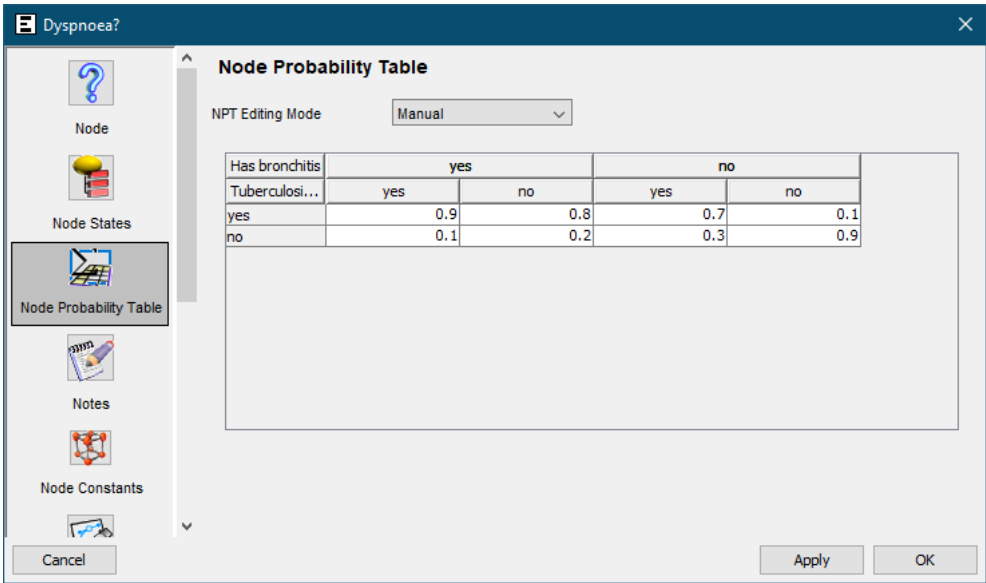 Dyspnoea?
Node
Node States
Node Probability Table
Notes
Node Constants
Node Probability Table
NPT Editing Mode Manual
Has bronchitis yes no
Tuberculosi... yes no yes no
yes 0.9 0.8 0.7 0.1
no 0.1 0.2 0.3 0.9
Cancel Apply OK